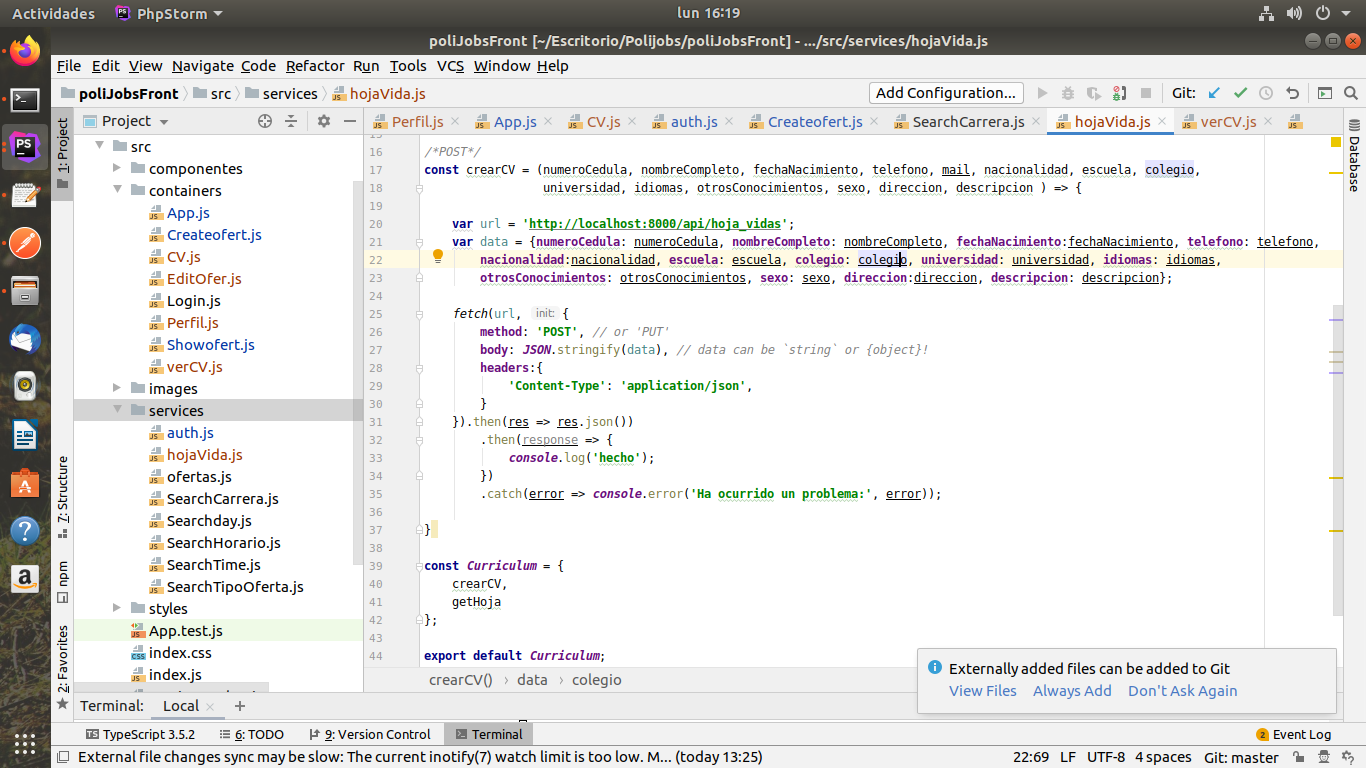 Actividades PhpStorm lun 16:19
poliJobsFront [~/Escritorio/Polijobs/poliJobsFront] - .../src/services/hojaVida.js
File Edit View Navigate Code Refactor Run Tools VCS Window Help
poliJobsFront src services hojaVida.js Add Configuration... Git:
1: Project
7: Structure
npm
2: Favorites
Project
src
componentes
containers
App.js
Createofert.js
CV.js
EditOfer.js
Login.js
Perfil.js
Showofert.js
verCV.js
images
services
auth.js
hojaVida.js
ofertas.js
SearchCarrera.js
Searchday.js
SearchHorario.js
SearchTime.js
SearchTipoOferta.js
styles
App.test.js
index.css
index.js
Perfil.js App.js CV.js auth.js Createofert.js SearchCarrera.js hojaVida.js verCV.js
Database
16 /*POST*/
17 const crearCV = (numeroCedula, nombreCompleto, fechaNacimiento, telefono, mail, nacionalidad, escuela, colegio,
18 universidad, idiomas, otrosConocimientos, sexo, direccion, descripcion ) => {
19
20 var url = 'http://localhost:8000/api/hoja_vidas';
21 var data = {numeroCedula: numeroCedula, nombreCompleto: nombreCompleto, fechaNacimiento:fechaNacimiento, telefono: telefono,
22 nacionalidad:nacionalidad, escuela: escuela, colegio: colegio, universidad: universidad, idiomas: idiomas,
23 otrosConocimientos: otrosConocimientos, sexo: sexo, direccion:direccion, descripcion: descripcion};
24
25 fetch(url, init: {
26 method: 'POST', // or 'PUT'
27 body: JSON.stringify(data), // data can be `string` or {object}!
28 headers:{
29 'Content-Type': 'application/json',
30 }
31 }).then(res => res.json())
32 .then(response => {
33 console.log('hecho');
34 })
35 .catch(error => console.error('Ha ocurrido un problema:', error));
36
37 }
38
39 const Curriculum = {
40 crearCV,
41 getHoja
42 };
43
44 export default Curriculum;
crearCV() › data › colegio
Externally added files can be added to Git
View Files Always Add Don't Ask Again
Terminal: Local × +
TypeScript 3.5.2 6: TODO 9: Version Control Terminal 2 Event Log
External file changes sync may be slow: The current inotify(7) watch limit is too low. M... (today 13:25) 22:69 LF UTF-8 4 spaces Git: master